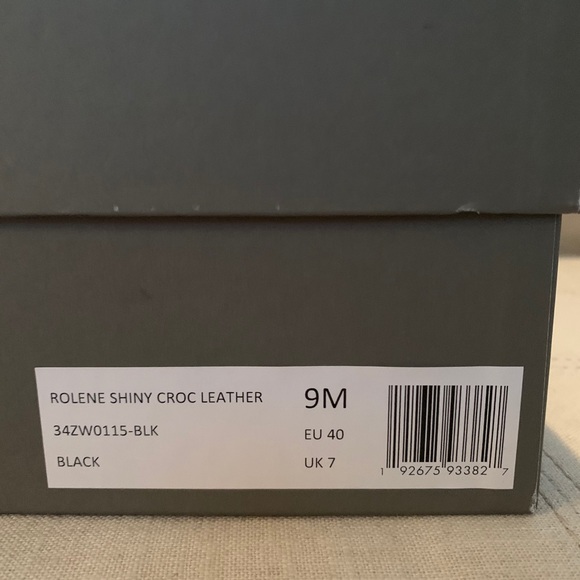 ROLENE SHINY CROC LEATHER
34ZW0115-BLK
BLACK
9M
EU 40
UK 7
1 92675 93382 7